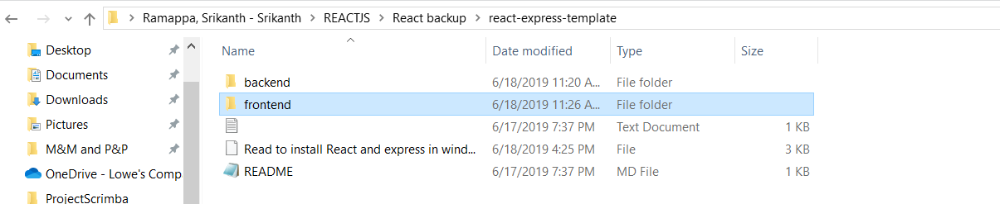 Ramappa, Srikanth - Srikanth > REACTJS > React backup > react-express-template
Name Date modified Type Size
Desktop
Documents
Downloads
Pictures
M&M and P&P
OneDrive - Lowe's Comp
ProjectScrimba
backend 6/18/2019 11:20 A... File folder
frontend 6/18/2019 11:26 A... File folder
6/17/2019 7:37 PM Text Document 1 KB
Read to install React and express in wind... 6/18/2019 4:25 PM File 3 KB
README 6/17/2019 7:37 PM MD File 1 KB